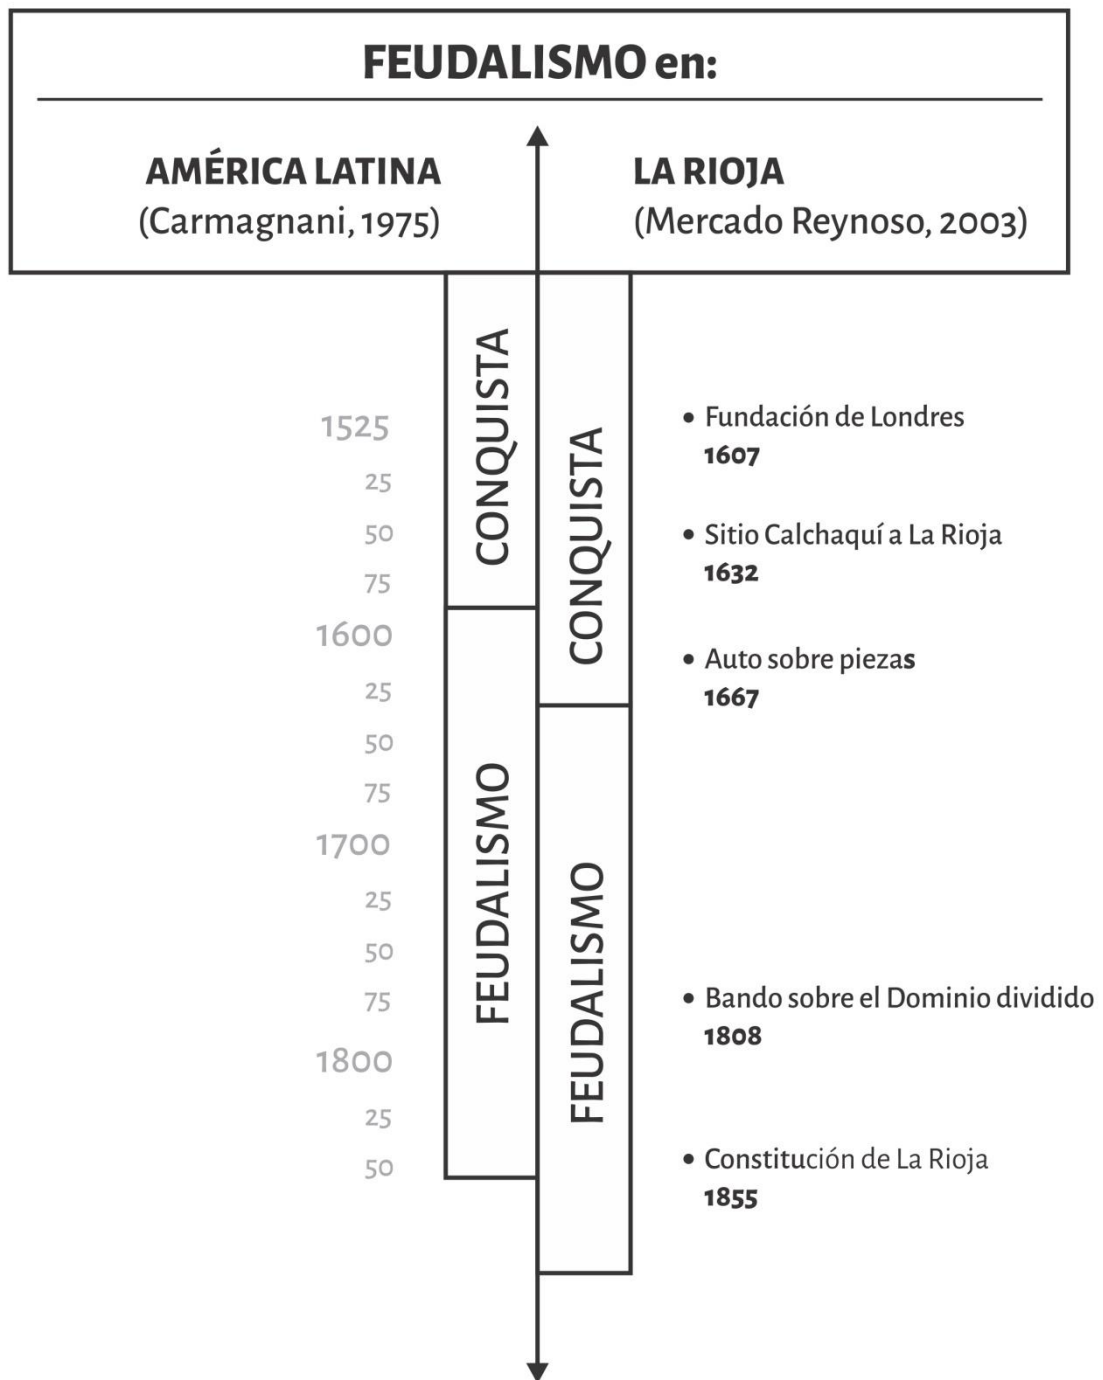 FEUDALISMO en:
AMÉRICA LATINA
(Carmagnani, 1975)
LA RIOJA
(Mercado Reynoso, 2003)
CONQUISTA
FEUDALISMO
CONQUISTA
FEUDALISMO
1525
25
50
75
1600
25
50
75
1700
25
50
75
1800
25
50
• Fundación de Londres
1607
• Sitio Calchaquí a La Rioja
1632
• Auto sobre piezas
1667
• Bando sobre el Dominio dividido
1808
• Constitución de La Rioja
1855